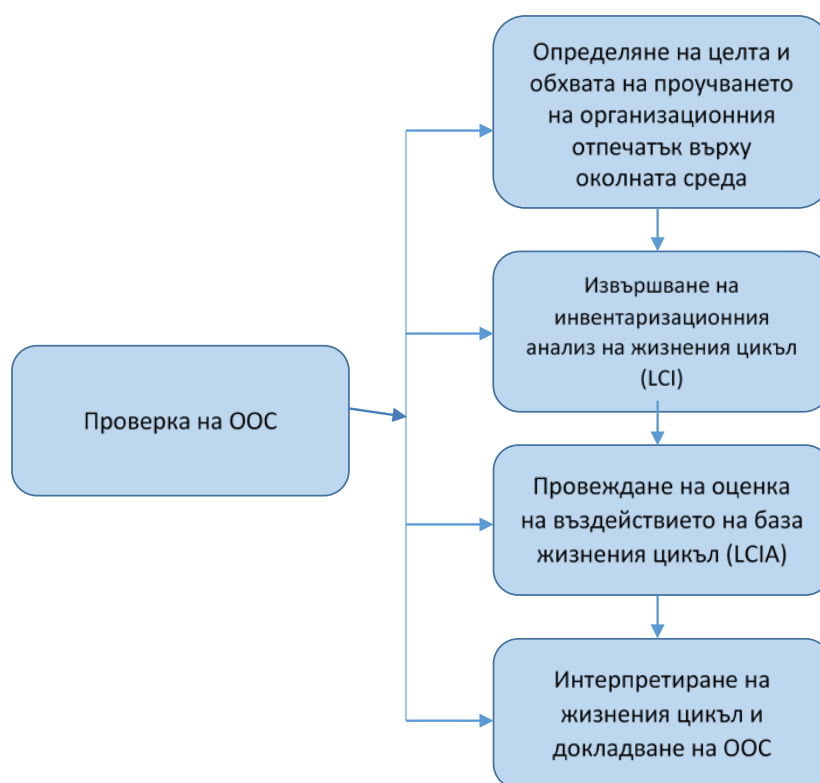 Определяне на целта и
обхвата на проучването
на организационния
отпечатък върху
околната среда
Извършване на
инвентаризационния
анализ на жизнения цикъл
(LCI)
Проверка на ООС
Провеждане на оценка
на въздействието на база
жизнения цикъл (LCIA)
Интерпретиране на
жизнения цикъл и
докладване на ООС